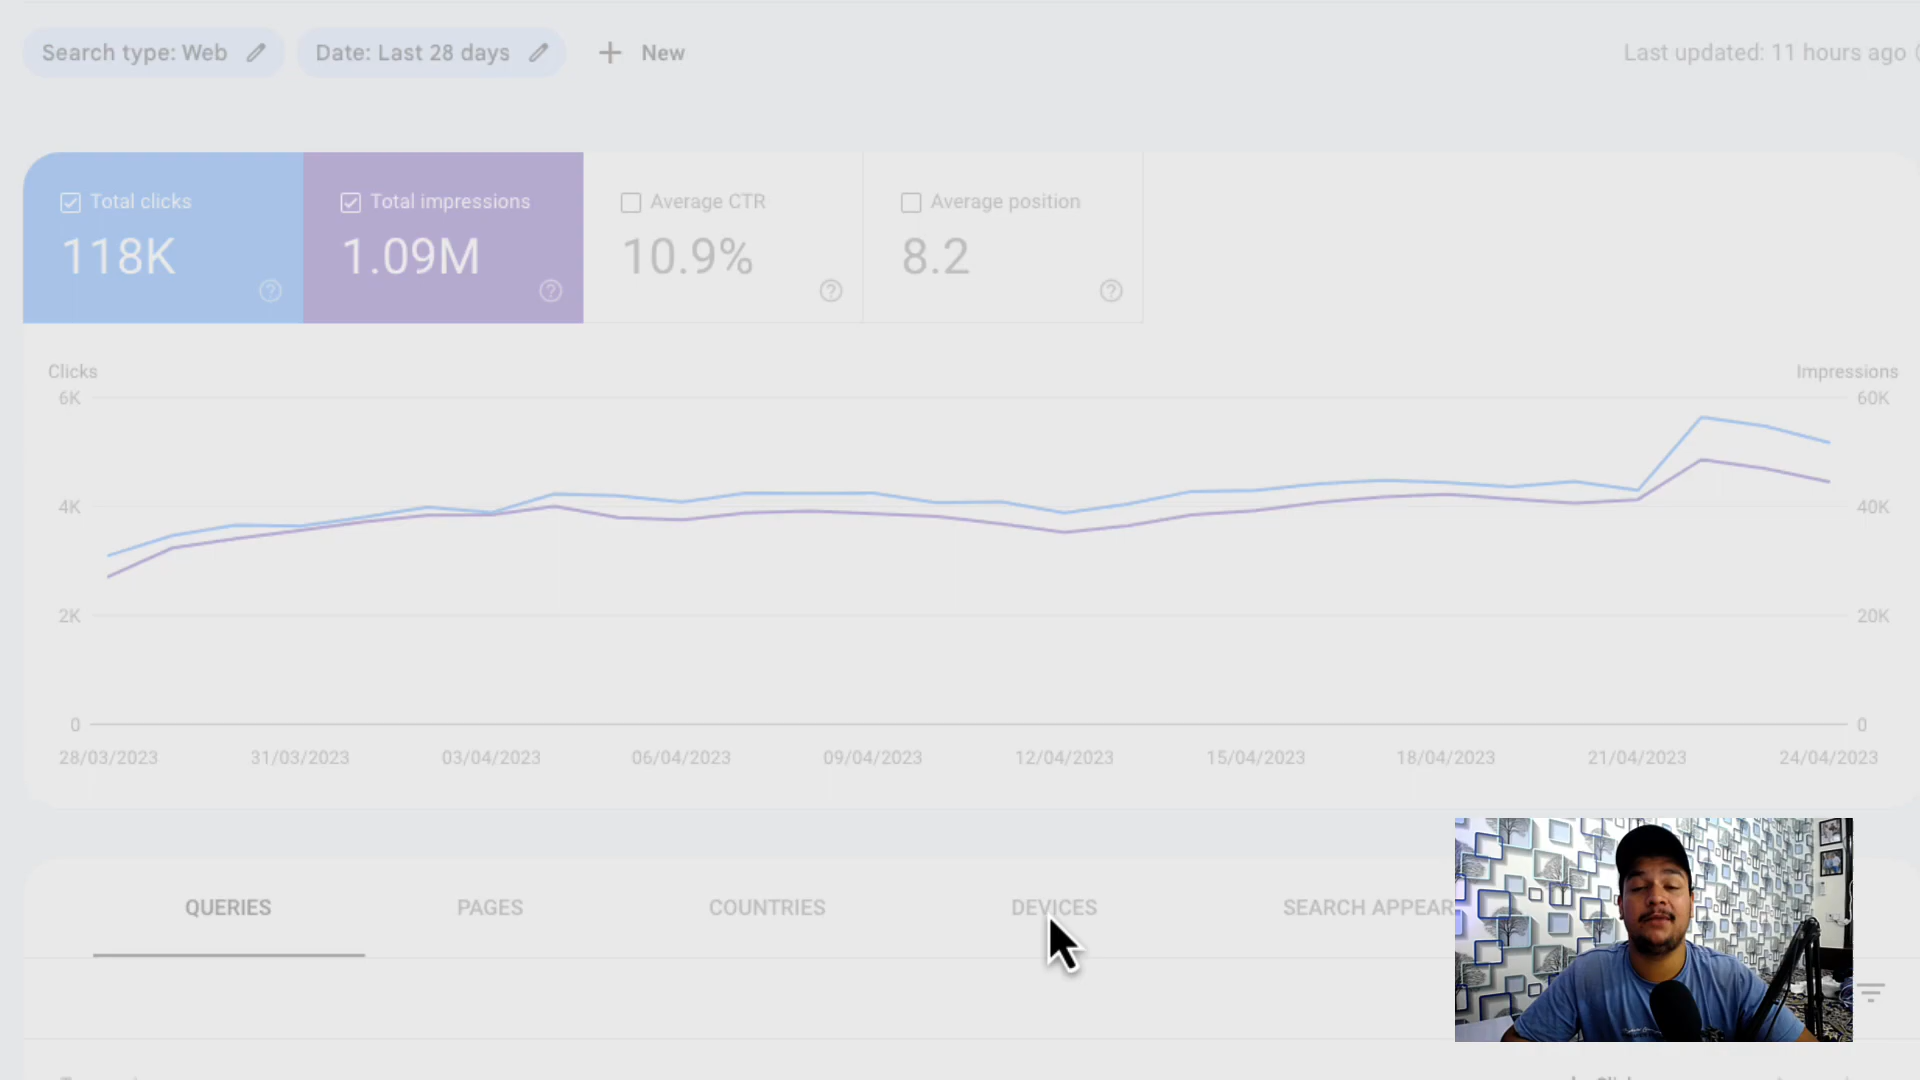 Search type: Web
Date: Last 28 days
New
Last updated: 11 hours ago
Total clicks
118K
Total impressions
1.09M
Average CTR
10.9%
Average position
8.2
Clicks
Impressions
6K
60K
4K
40K
2K
20K
0
0
28/03/2023
31/03/2023
03/04/2023
06/04/2023
09/04/2023
12/04/2023
15/04/2023
18/04/2023
21/04/2023
24/04/2023
QUERIES
PAGES
COUNTRIES
DEVICES
SEARCH APPEAR